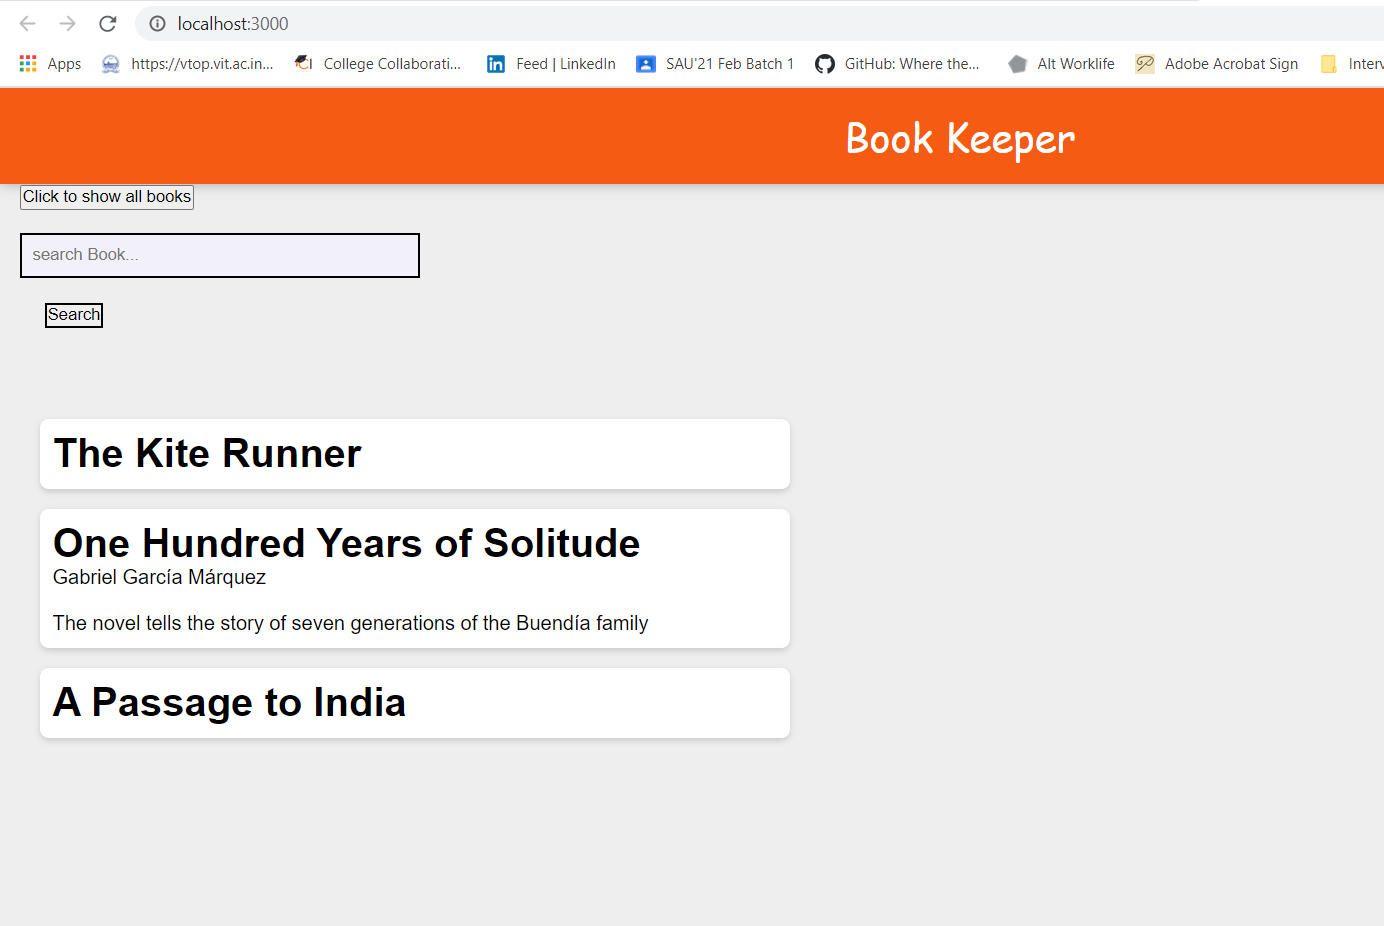 localhost:3000
Apps https://vtop.vit.ac.in... College Collaborati... Feed | LinkedIn SAU'21 Feb Batch 1 GitHub: Where the... Alt Worklife Adobe Acrobat Sign Interv
Book Keeper
Click to show all books
search Book...
Search
The Kite Runner
One Hundred Years of Solitude
Gabriel García Márquez
The novel tells the story of seven generations of the Buendía family
A Passage to India